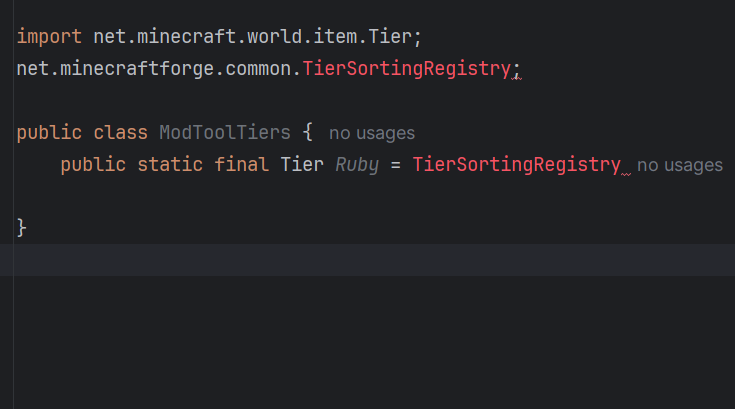 import net.minecraft.world.item.Tier;
net.minecraftforge.common.TierSortingRegistry;
public class ModToolTiers { no usages
public static final Tier Ruby = TierSortingRegistry no usages
}